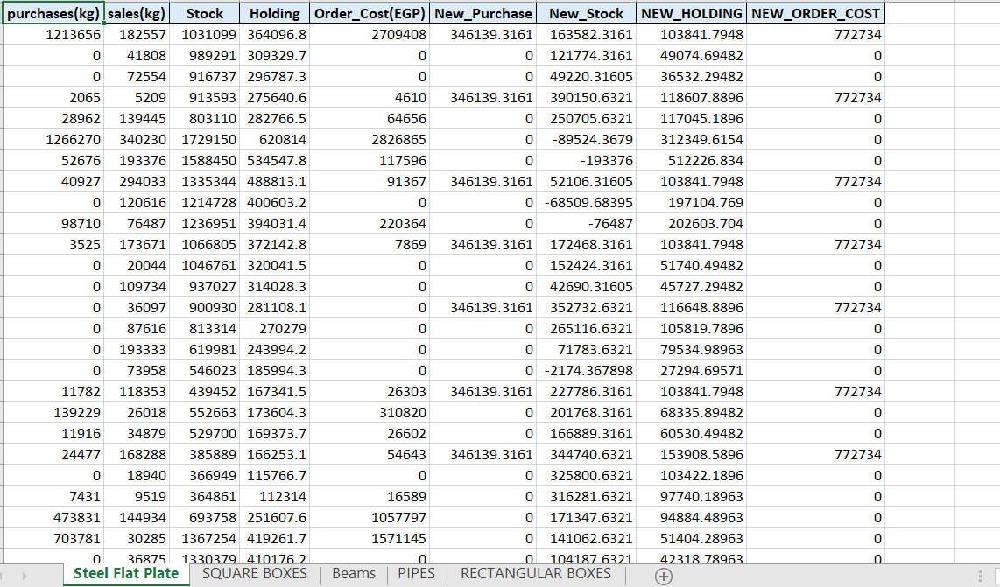 purchases(kg) sales(kg) Stock Holding Order_Cost(EGP) New_Purchase New_Stock NEW_HOLDING NEW_ORDER_COST
1213656 182557 1031099 364096.8 2709408 346139.3161 163582.3161 103841.7948 772734
0 41808 989291 309329.7 0 0 121774.3161 49074.69482 0
0 72554 916737 296787.3 0 0 49220.31605 36532.29482 0
2065 5209 913593 275640.6 4610 346139.3161 390150.6321 118607.8896 772734
28962 139445 803110 282766.5 64656 0 250705.6321 117045.1896 0
1266270 340230 1729150 620814 2826865 0 -89524.3679 312349.6154 0
52676 193376 1588450 534547.8 117596 0 -193376 512226.834 0
40927 294033 1335344 488813.1 91367 346139.3161 52106.31605 103841.7948 772734
0 120616 1214728 400603.2 0 0 -68509.68395 197104.769 0
98710 76487 1236951 394031.4 220364 0 -76487 202603.704 0
3525 173671 1066805 372142.8 7869 346139.3161 172468.3161 103841.7948 772734
0 20044 1046761 320041.5 0 0 152424.3161 51740.49482 0
0 109734 937027 314028.3 0 0 42690.31605 45727.29482 0
0 36097 900930 281108.1 0 346139.3161 352732.6321 116648.8896 772734
0 87616 813314 270279 0 0 265116.6321 105819.7896 0
0 193333 619981 243994.2 0 0 71783.6321 79534.98963 0
0 73958 546023 185994.3 0 0 -2174.367898 27294.69571 0
11782 118353 439452 167341.5 26303 346139.3161 227786.3161 103841.7948 772734
139229 26018 552663 173604.3 310820 0 201768.3161 68335.89482 0
11916 34879 529700 169373.7 26602 0 166889.3161 60530.49482 0
24477 168288 385889 166253.1 54643 346139.3161 344740.6321 153908.5896 772734
0 18940 366949 115766.7 0 0 325800.6321 103422.1896 0
7431 9519 364861 112314 16589 0 316281.6321 97740.18963 0
473831 144934 693758 251607.6 1057797 0 171347.6321 94884.48963 0
703781 30285 1367254 419261.7 1571145 0 141062.6321 51404.28963 0
0 36875 1330379 410176.2 0 0 104187.6321 42318.78963 0
Steel Flat Plate SQUARE BOXES Beams PIPES RECTANGULAR BOXES